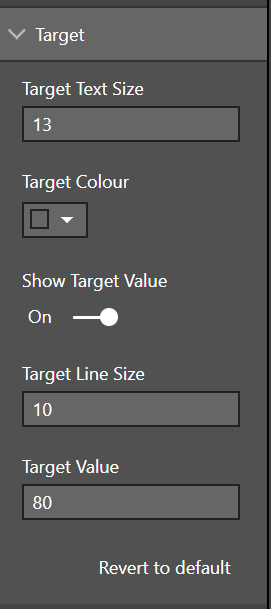 Target
Target Text Size
13
Target Colour
Show Target Value
On
Target Line Size
10
Target Value
80
Revert to default